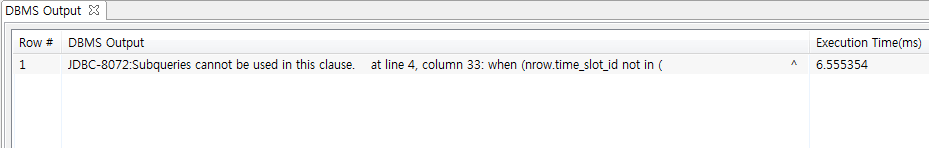 DBMS Output
Row # DBMS Output Execution Time(ms)
1 JDBC-8072:Subqueries cannot be used in this clause. at line 4, column 33: when (nrow.time_slot_id not in ( ^ 6.555354